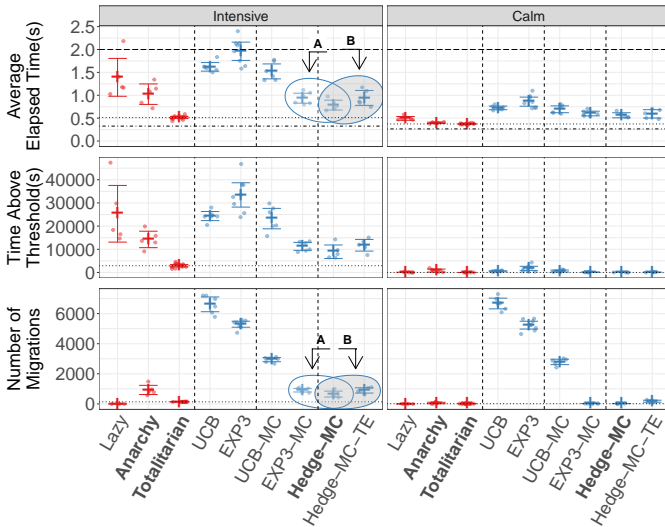 Intensive
Calm
Average
Elapsed Time(s)
2.5
2.0
1.5
1.0
0.5
0.0
A
B
Time Above
Threshold(s)
40000
30000
20000
10000
0
Number of
Migrations
6000
4000
2000
0
A
B
Lazy
Anarchy
Totalitarian
UCB
EXP3
UCB−MC
EXP3−MC
Hedge−MC
Hedge−MC−TE
Lazy
Anarchy
Totalitarian
UCB
EXP3
UCB−MC
EXP3−MC
Hedge−MC
Hedge−MC−TE